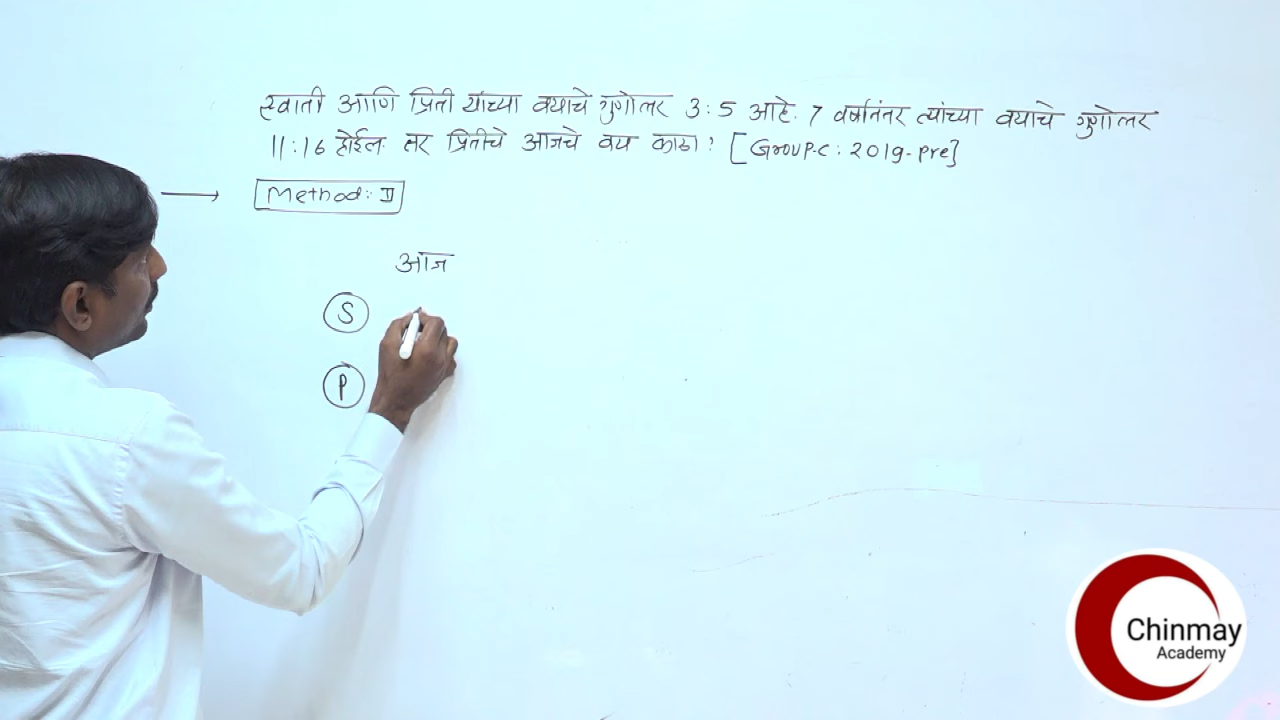 स्वाती आणि प्रिती यांच्या वयाचे गुणोत्तर 3:5 आहे. 7 वर्षानंतर त्यांच्या वयाचे गुणोत्तर
11:16 होईल. तर प्रितीचे आजचे वय काढा? [Group-C: 2019-Pre]
Method: II
आज
S
P
Chinmay
Academy